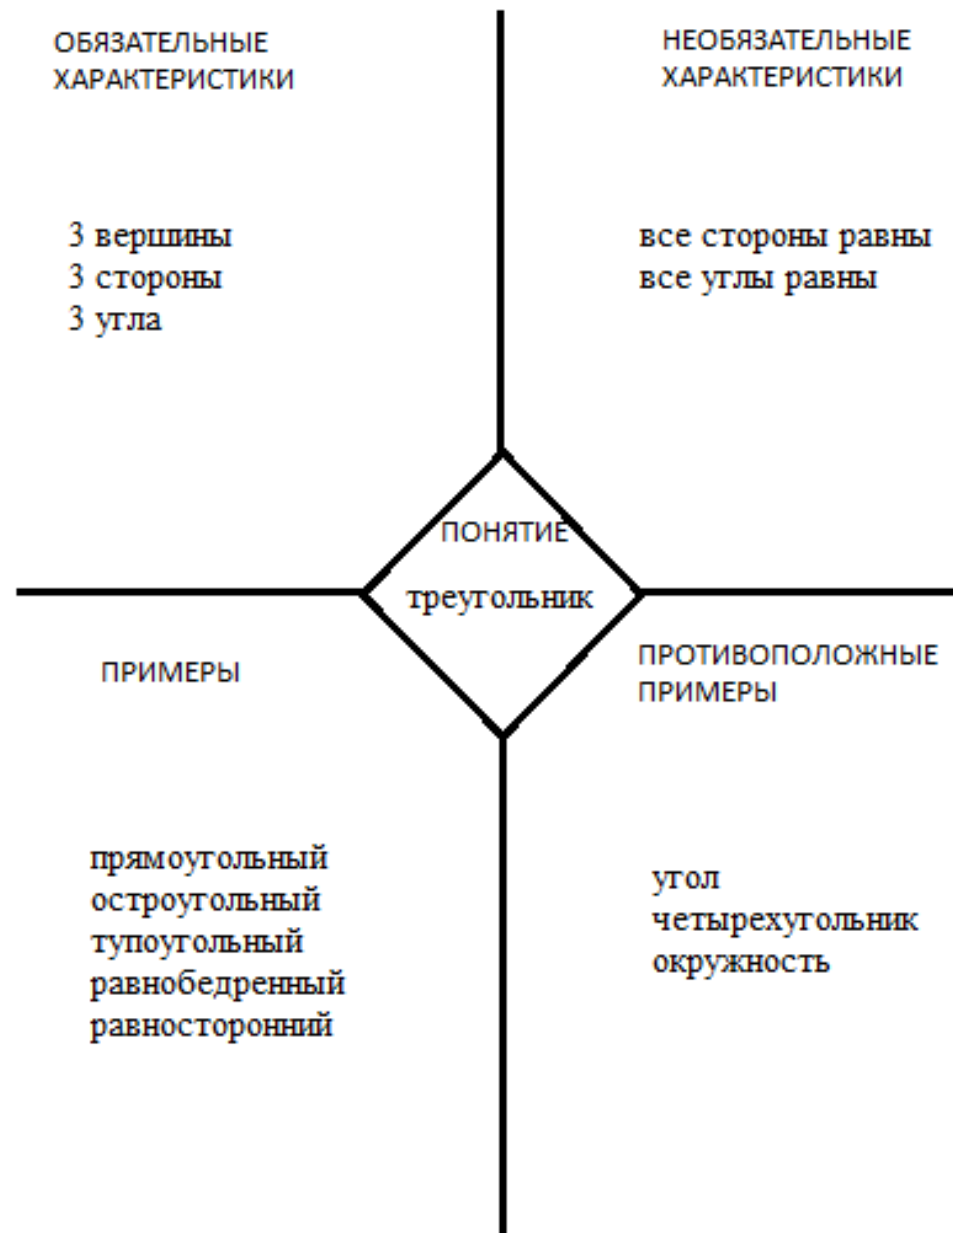 ОБЯЗАТЕЛЬНЫЕ
ХАРАКТЕРИСТИКИ
3 вершины
3 стороны
3 угла
НЕОБЯЗАТЕЛЬНЫЕ
ХАРАКТЕРИСТИКИ
все стороны равны
все углы равны
ПОНЯТИЕ
треугольник
ПРИМЕРЫ
прямоугольный
остроугольный
тупоугольный
равнобедренный
равносторонний
ПРОТИВОПОЛОЖНЫЕ
ПРИМЕРЫ
угол
четырехугольник
окружность